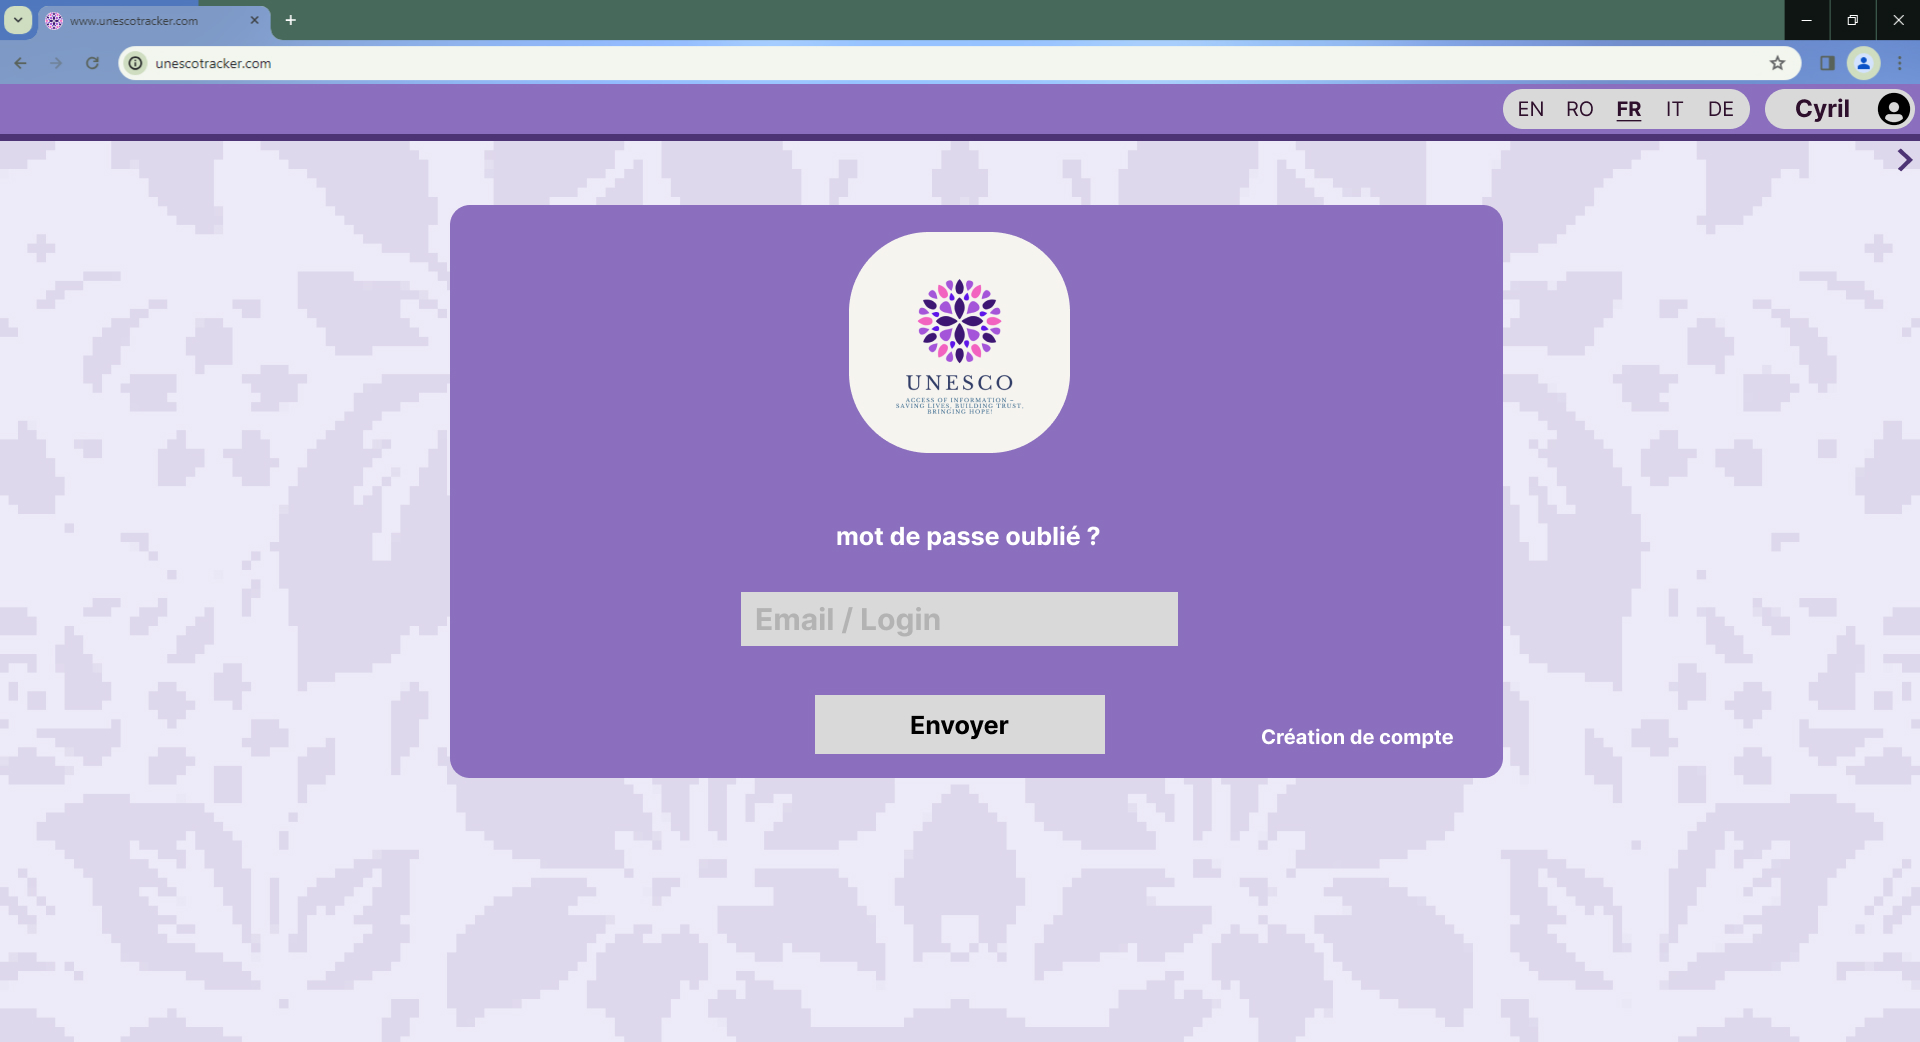 www.unescotracker.com
unescotracker.com
EN RO FR IT DE
Cyril
UNESCO
ACCESS OF INFORMATION –
SAVING LIVES, BUILDING TRUST,
BRINGING HOPE!
mot de passe oublié ?
Email / Login
Envoyer
Création de compte